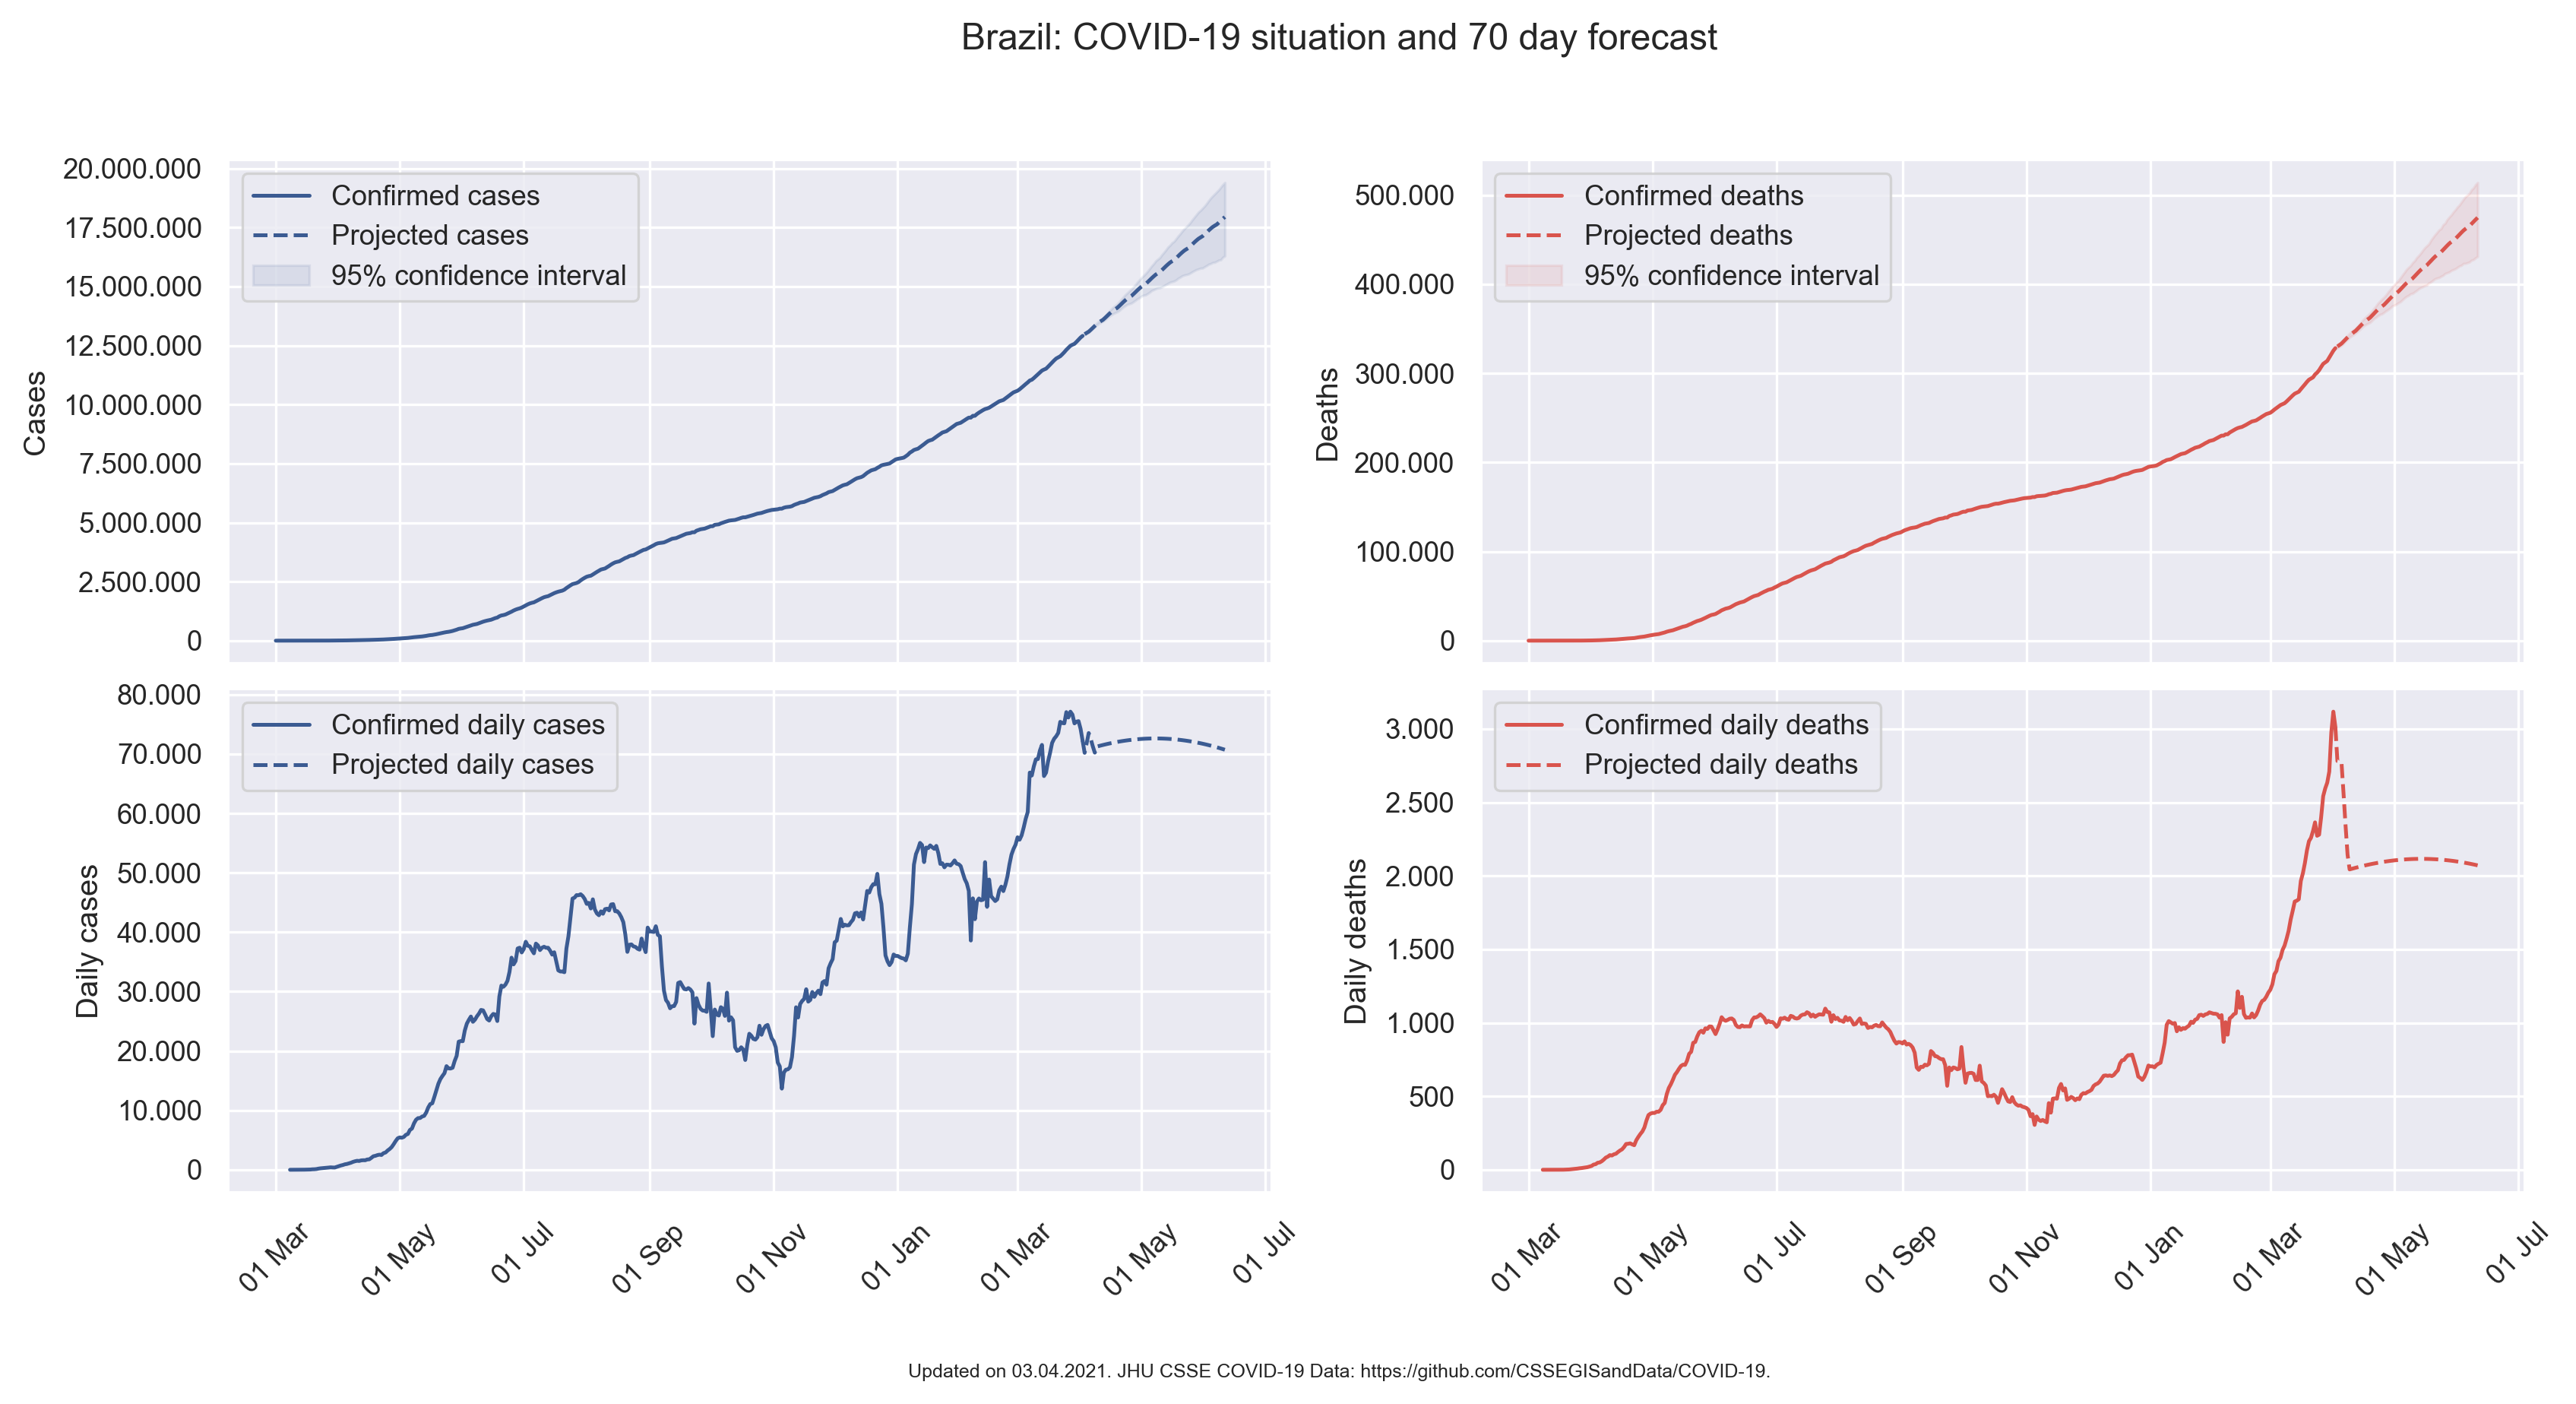 Brazil: COVID-19 situation and 70 day forecast
20.000.000
17.500.000
15.000.000
12.500.000
10.000.000
7.500.000
5.000.000
2.500.000
0
Cases
Confirmed cases
Projected cases
95% confidence interval
500.000
400.000
300.000
200.000
100.000
0
Deaths
Confirmed deaths
Projected deaths
95% confidence interval
80.000
70.000
60.000
50.000
40.000
30.000
20.000
10.000
0
Daily cases
Confirmed daily cases
Projected daily cases
01 Mar
01 May
01 Jul
01 Sep
01 Nov
01 Jan
01 Mar
01 May
01 Jul
3.000
2.500
2.000
1.500
1.000
500
0
Daily deaths
Confirmed daily deaths
Projected daily deaths
01 Mar
01 May
01 Jul
01 Sep
01 Nov
01 Jan
01 Mar
01 May
01 Jul
Updated on 03.04.2021. JHU CSSE COVID-19 Data: https://github.com/CSSEGISandData/COVID-19.